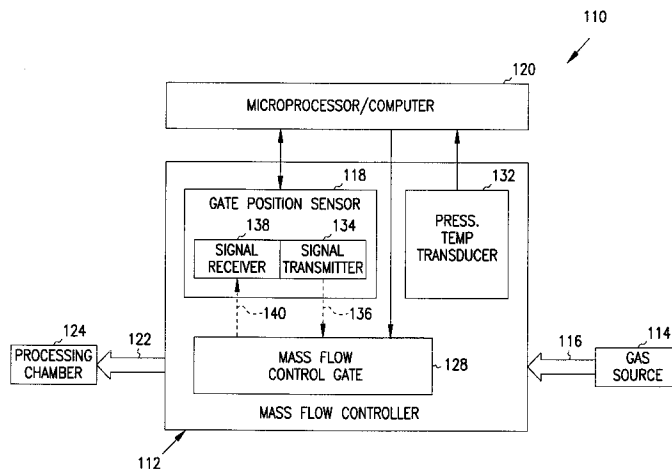 110
120
MICROPROCESSOR/COMPUTER
118
132
GATE POSITION SENSOR
138
134
SIGNAL
RECEIVER
SIGNAL
TRANSMITTER
PRESS.
TEMP
TRANSDUCER
140
136
124
122
116
114
PROCESSING
CHAMBER
MASS FLOW
CONTROL GATE
128
GAS
SOURCE
MASS FLOW CONTROLLER
112